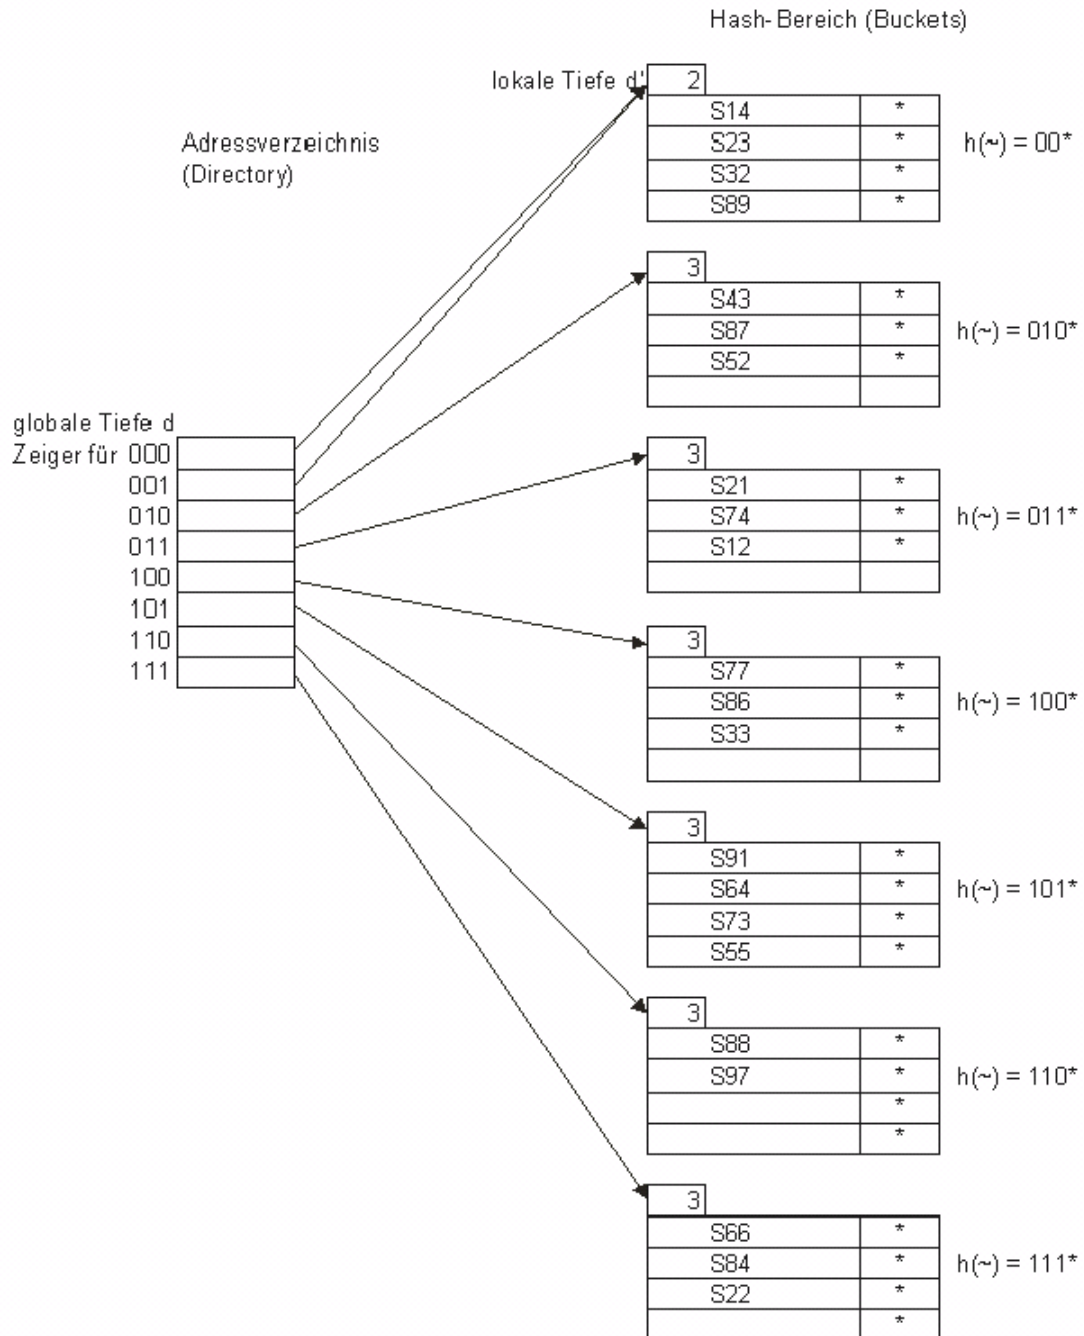 Hash-Bereich (Buckets)
lokale Tiefe d'
2
S14 *
S23 *
S32 *
S89 *
h(~) = 00*
Adressverzeichnis
(Directory)
3
S43 *
S87 *
S52 *
h(~) = 010*
globale Tiefe d
Zeiger für 000
001
010
011
100
101
110
111
3
S21 *
S74 *
S12 *
h(~) = 011*
3
S77 *
S86 *
S33 *
h(~) = 100*
3
S91 *
S64 *
S73 *
S55 *
h(~) = 101*
3
S88 *
S97 *
*
*
h(~) = 110*
3
S66 *
S84 *
S22 *
*
h(~) = 111*